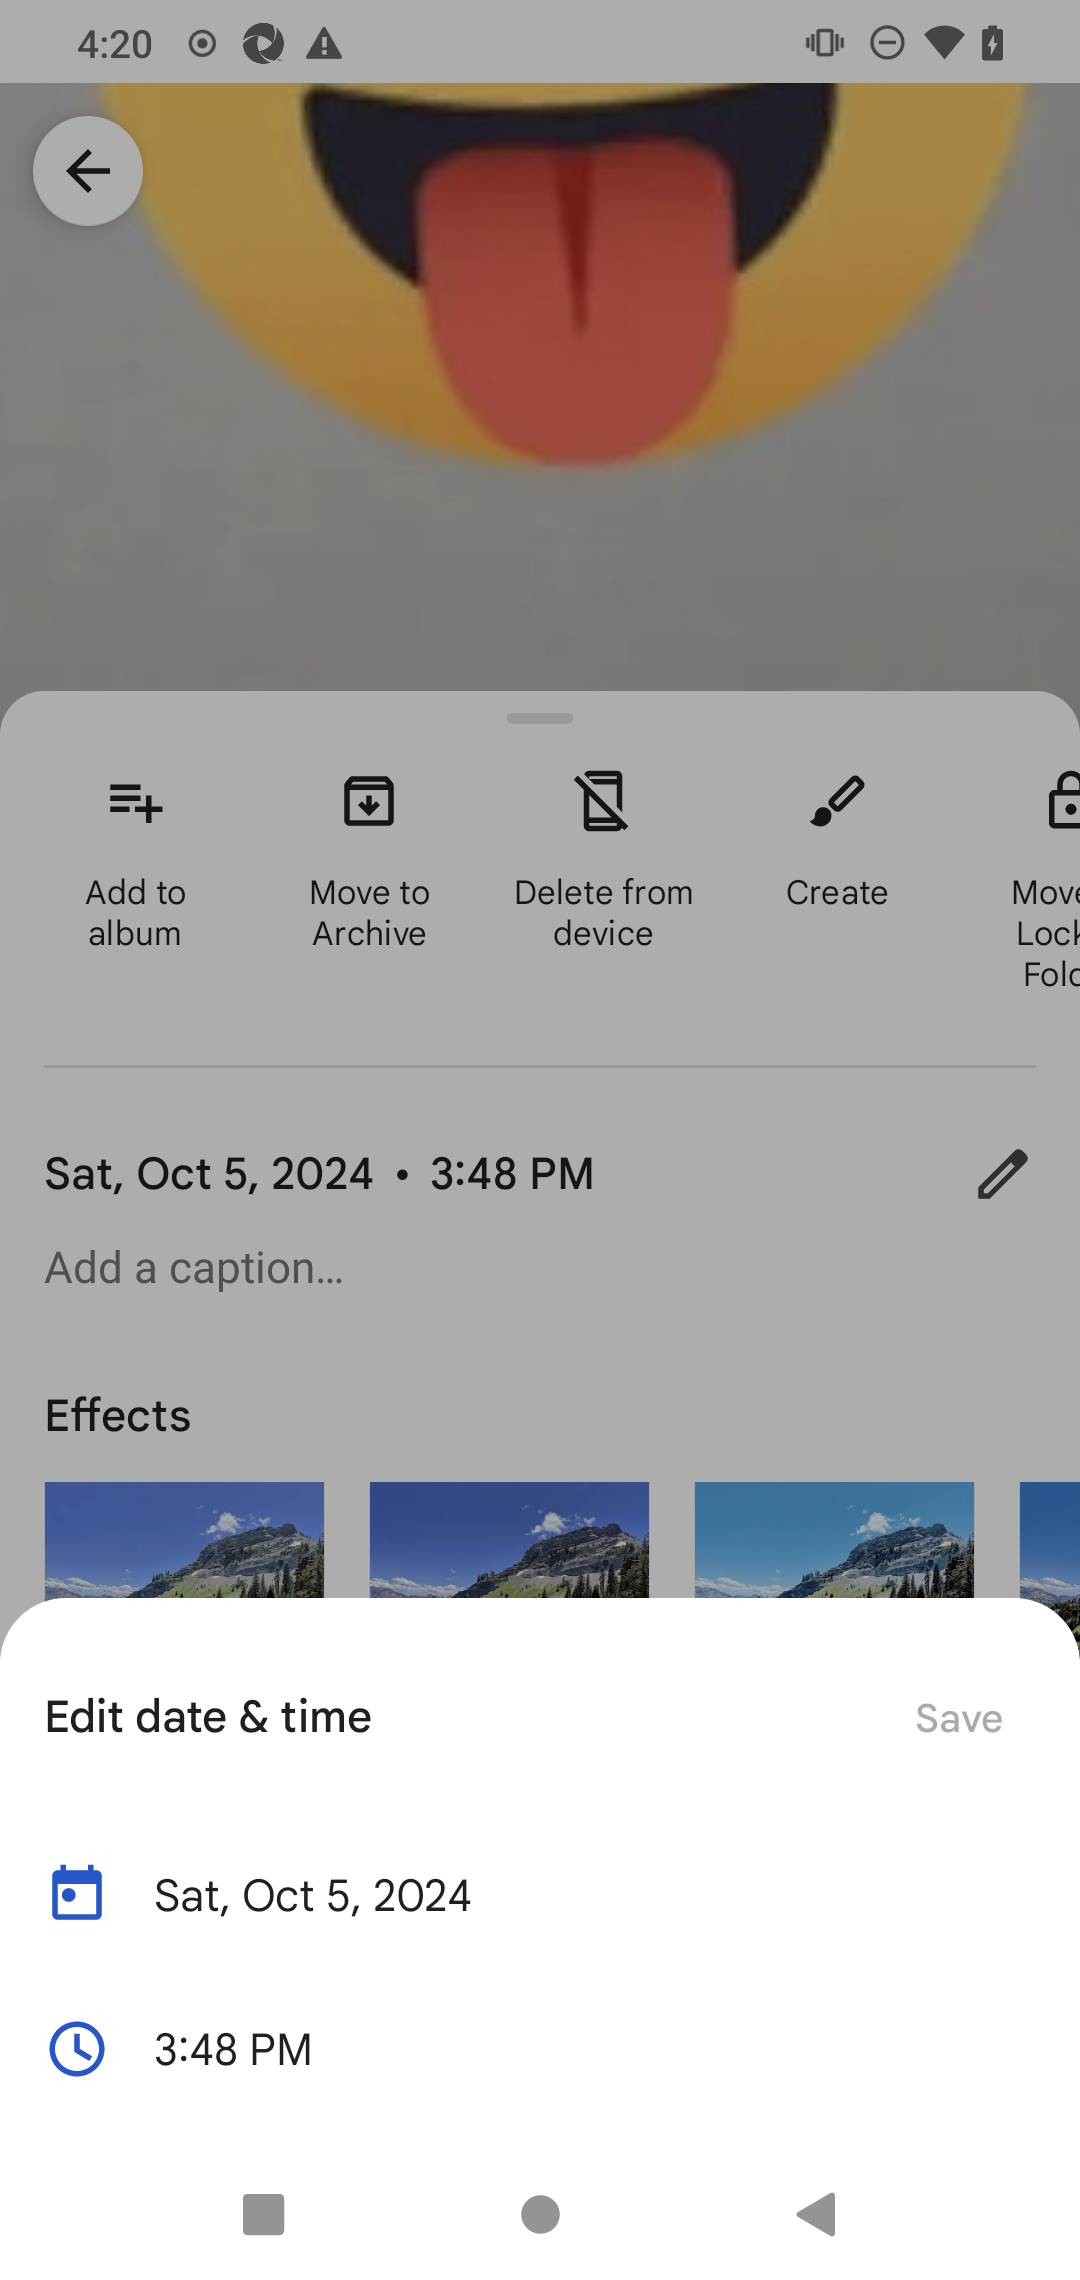 4:20
Add to
album
Move to
Archive
Delete from
device
Create
Move
Lock
Fold
Sat, Oct 5, 2024 • 3:48 PM
Add a caption…
Effects
Edit date & time
Save
Sat, Oct 5, 2024
3:48 PM